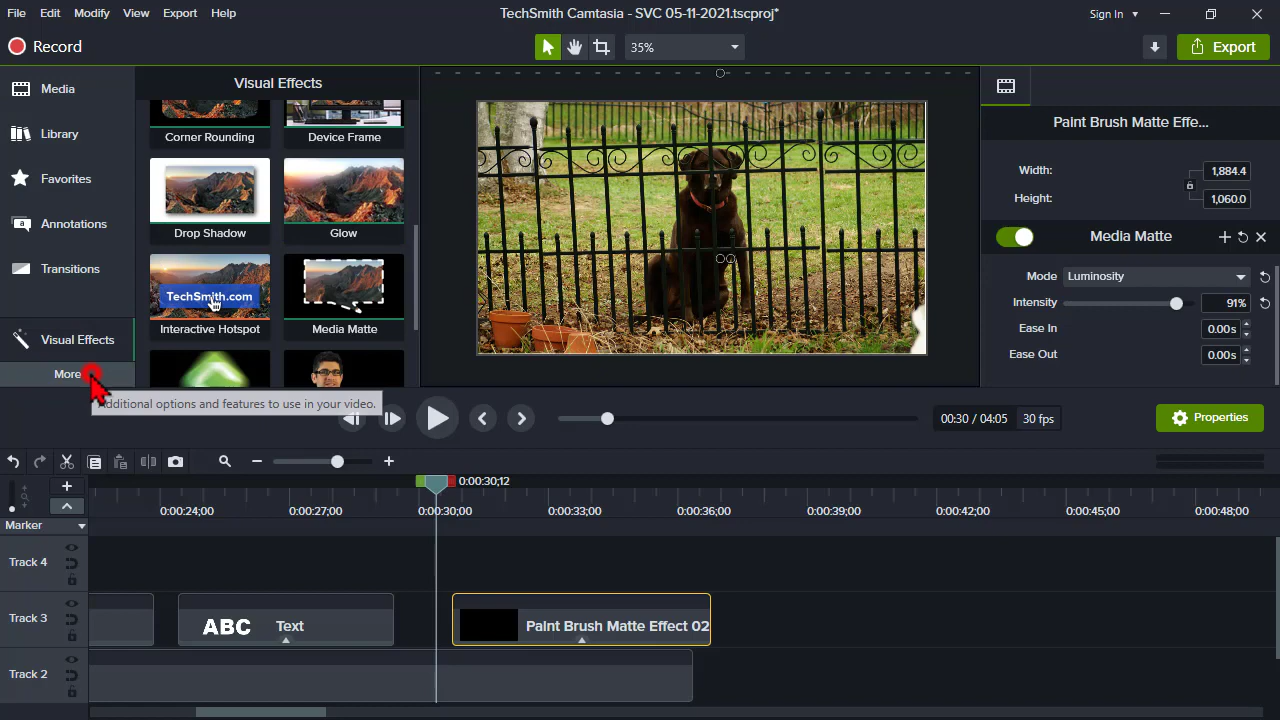 File Edit Modify View Export Help
TechSmith Camtasia - SVC 05-11-2021.tscproj*
Sign In
Record
35%
Export
Media
Library
Favorites
Annotations
Transitions
Visual Effects
More
Additional options and features to use in your video.
Visual Effects
Corner Rounding
Device Frame
Drop Shadow
Glow
TechSmith.com
Interactive Hotspot
Media Matte
Paint Brush Matte Effe...
Width: 1,884.4
Height: 1,060.0
Media Matte
Mode Luminosity
Intensity 91%
Ease In 0.00s
Ease Out 0.00s
00:30 / 04:05 30 fps
Properties
0:00:30;12
0:00:24;00 0:00:27;00 0:00:30;00 0:00:33;00 0:00:36;00 0:00:39;00 0:00:42;00 0:00:45;00 0:00:48;00
Marker
Track 4
Track 3
ABC Text
Paint Brush Matte Effect 02
Track 2